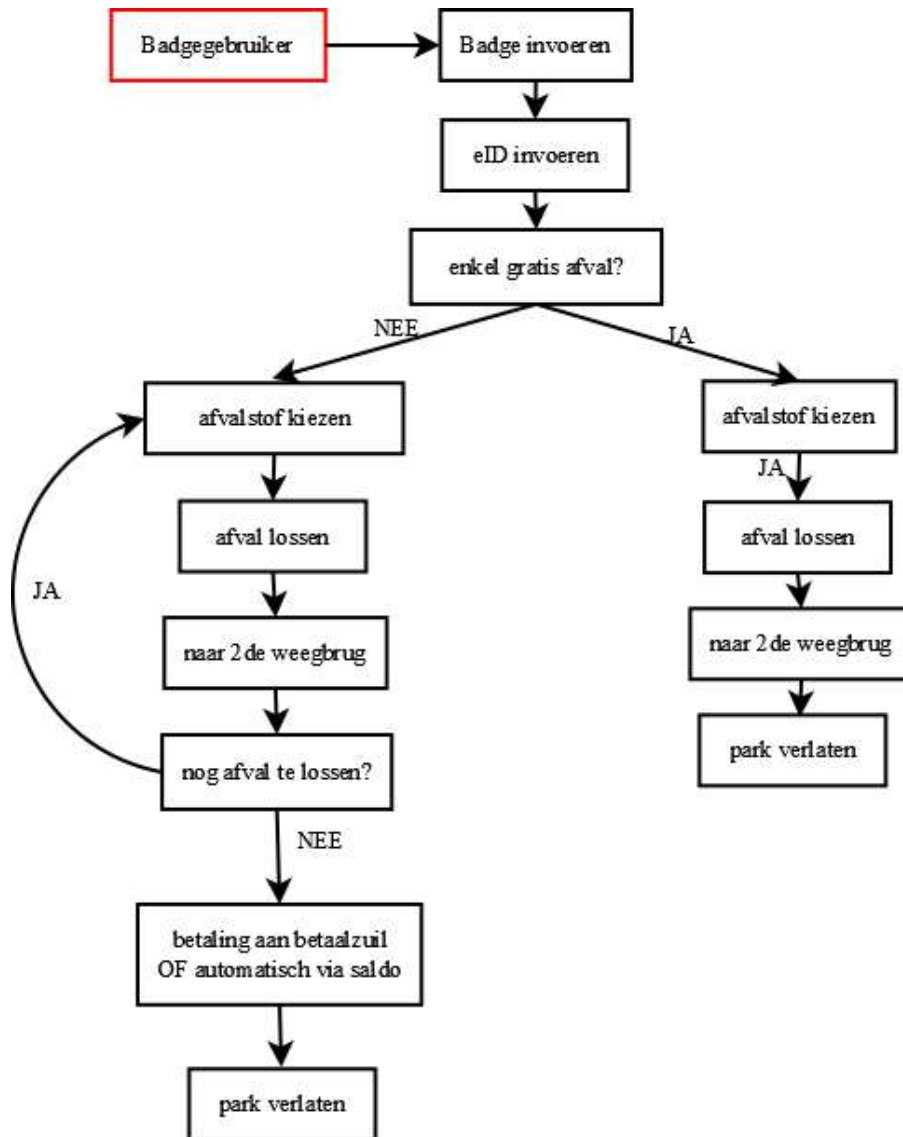 Badgegebruiker
Badge invoeren
eID invoeren
enkel gratis afval?
NEE
JA
afvalstof kiezen
afvalstof kiezen
JA
afval lossen
afval lossen
JA
naar 2de weegbrug
naar 2de weegbrug
nog afval te lossen?
park verlaten
NEE
betaling aan betaalzuil
OF automatisch via saldo
park verlaten